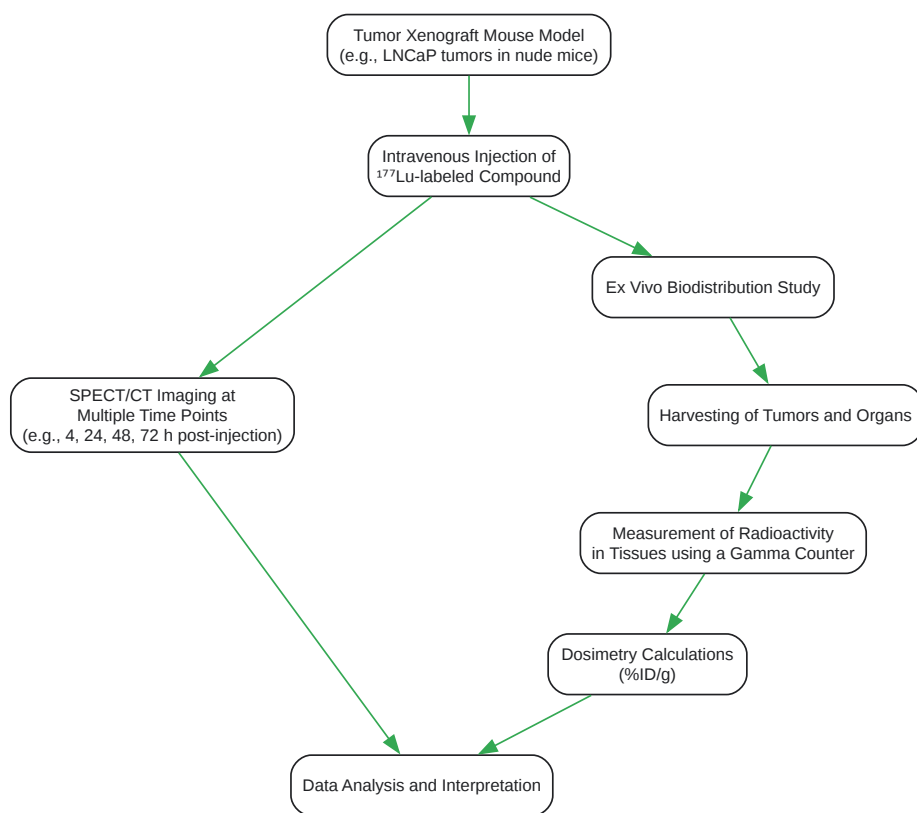 Tumor Xenograft Mouse Model
(e.g., LNCaP tumors in nude mice)
Intravenous Injection of
¹⁷⁷Lu-labeled Compound
Ex Vivo Biodistribution Study
SPECT/CT Imaging at
Multiple Time Points
(e.g., 4, 24, 48, 72 h post-injection)
Harvesting of Tumors and Organs
Measurement of Radioactivity
in Tissues using a Gamma Counter
Dosimetry Calculations
(%ID/g)
Data Analysis and Interpretation